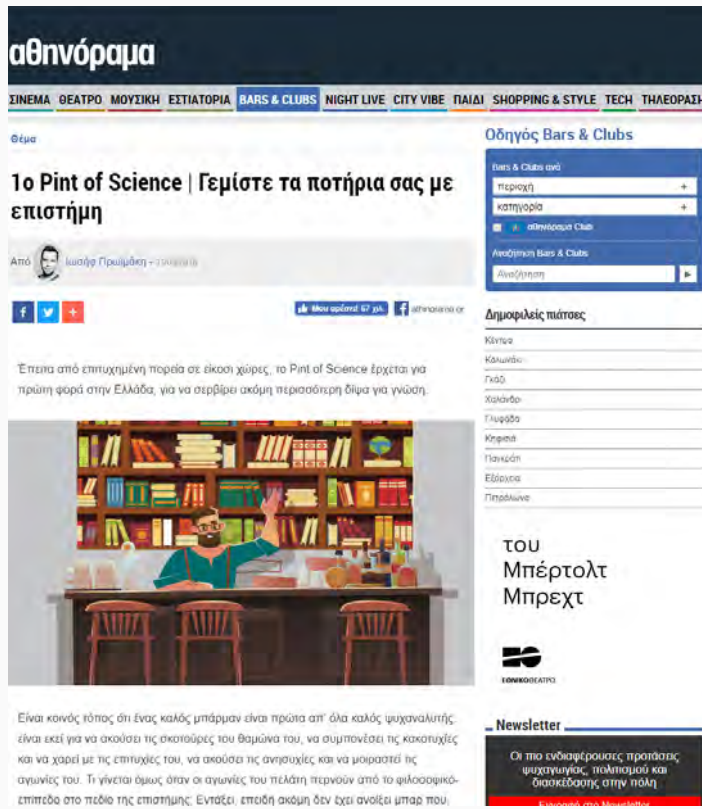 αθηνόραμα
ΣΙΝΕΜΑ ΘΕΑΤΡΟ ΜΟΥΣΙΚΗ ΕΣΤΙΑΤΟΡΙΑ BARS & CLUBS NIGHT LIVE CITY VIBE ΠΑΙΔΙ SHOPPING & STYLE TECH ΤΗΛΕΟΡΑΣΗ
Θέμα
1ο Pint of Science | Γεμίστε τα ποτήρια σας με
επιστήμη
Από Ιωσήφ Πρωιμάκη -
Μου αρέσει! 67 χιλ. athinorama.gr
Έπειτα από επιτυχημένη πορεία σε είκοσι χώρες, το Pint of Science έρχεται για
πρώτη φορά στην Ελλάδα, για να σερβίρει ακόμη περισσότερη δίψα για γνώση.
Είναι κοινός τόπος ότι ένας καλός μπάρμαν είναι πρώτα απ' όλα καλός ψυχαναλυτής:
είναι εκεί για να ακούσει τις σκοτούρες του θαμώνα του, να συμπονέσει τις κακοτυχίες
και να χαρεί με τις επιτυχίες του, να ακούσει τις ανησυχίες και να μοιραστεί τις
αγωνίες του. Τι γίνεται όμως όταν οι αγωνίες του πελάτη περνούν από το φιλοσοφικό-
επίπεδο στο πεδίο της επιστήμης; Εντάξει, επειδή ακόμη δεν έχει ανοίξει μπαρ που,
Οδηγός Bars & Clubs
Bars & Clubs ανά
περιοχή +
κατηγορία +
αθηνόραμα Club
Αναζήτηση Bars & Clubs
Αναζήτηση
Δημοφιλείς πιάτσες
Κέντρο
Κολωνάκι
Γκάζι
Χαλάνδρι
Γλυφάδα
Κηφισιά
Παγκράτι
Εξάρχεια
Πετράλωνα
του
Μπέρτολτ
Μπρεχτ
ΕΘΝΙΚΟ ΘΕΑΤΡΟ
Newsletter
Οι πιο ενδιαφέρουσες προτάσεις
ψυχαγωγίας, πολιτισμού και
διασκέδασης στην πόλη
Εγγραφή στο Newsletter